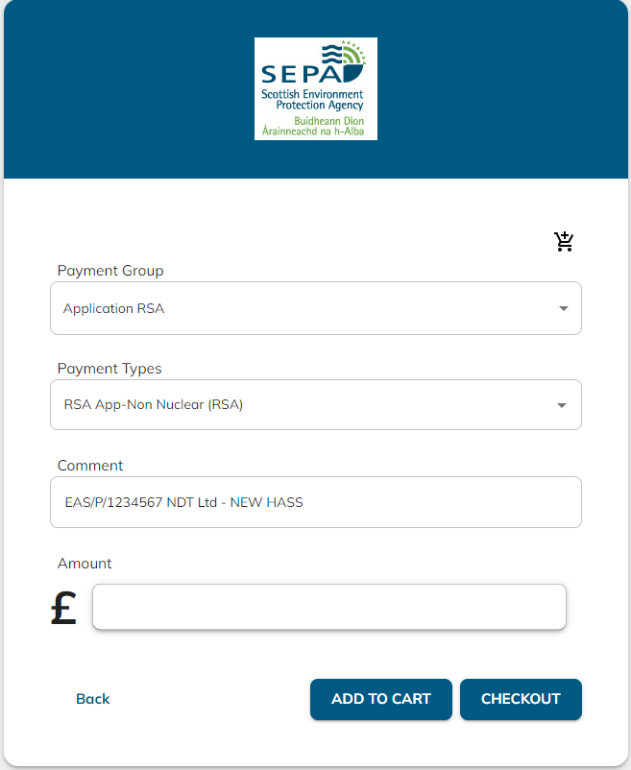 SEPA
Scottish Environment
Protection Agency
Buidheann Dìon
Àrainneachd na h-Alba
Payment Group
Application RSA
Payment Types
RSA App-Non Nuclear (RSA)
Comment
EAS/P/1234567 NDT Ltd - NEW HASS
Amount
£
Back
ADD TO CART
CHECKOUT